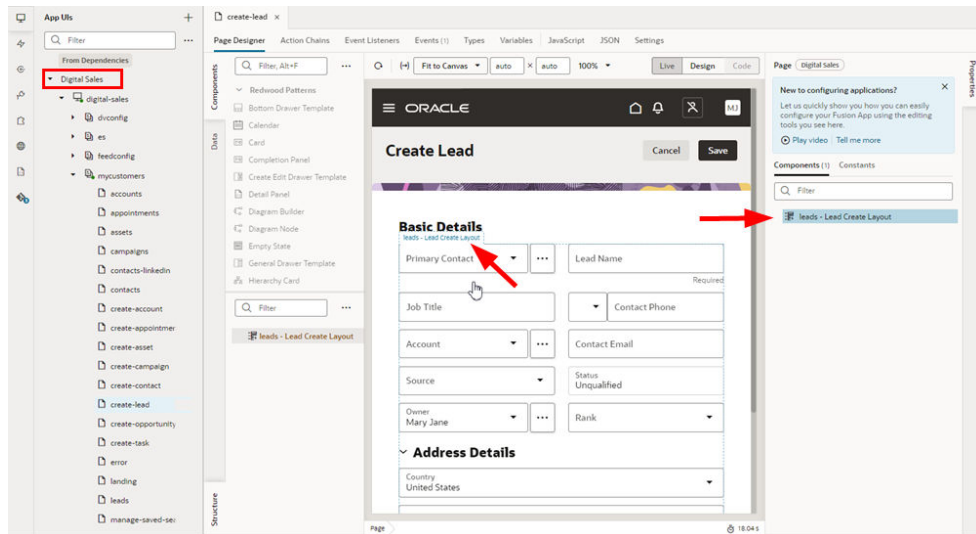 App UIs
create-lead
Filter
From Dependencies
Digital Sales
digital-sales
dvconfig
es
feedconfig
mycustomers
accounts
appointments
assets
campaigns
contacts-linkedin
contacts
create-account
create-appointmer
create-asset
create-campaign
create-contact
create-lead
create-opportunity
create-task
error
landing
leads
manage-saved-sea
Page Designer Action Chains Event Listeners Events (1) Types Variables JavaScript JSON Settings
Components
Data
Structure
Filter, Alt+F
Redwood Patterns
Bottom Drawer Template
Calendar
Card
Completion Panel
Create Edit Drawer Template
Detail Panel
Diagram Builder
Diagram Node
Empty State
General Drawer Template
Hierarchy Card
Filter
leads - Lead Create Layout
Fit to Canvas auto × auto 100% Live Design Code
ORACLE MJ
Create Lead Cancel Save
Basic Details
leads - Lead Create Layout
Primary Contact Lead Name
Required
Job Title Contact Phone
Account Contact Email
Source Status
Unqualified
Owner
Mary Jane Rank
Address Details
Country
United States
Page 18.04 s
Page Digital Sales
New to configuring applications?
Let us quickly show you how you can easily
configure your Fusion App using the editing
tools you see here.
Play video Tell me more
Components (1) Constants
Filter
leads - Lead Create Layout
Properties